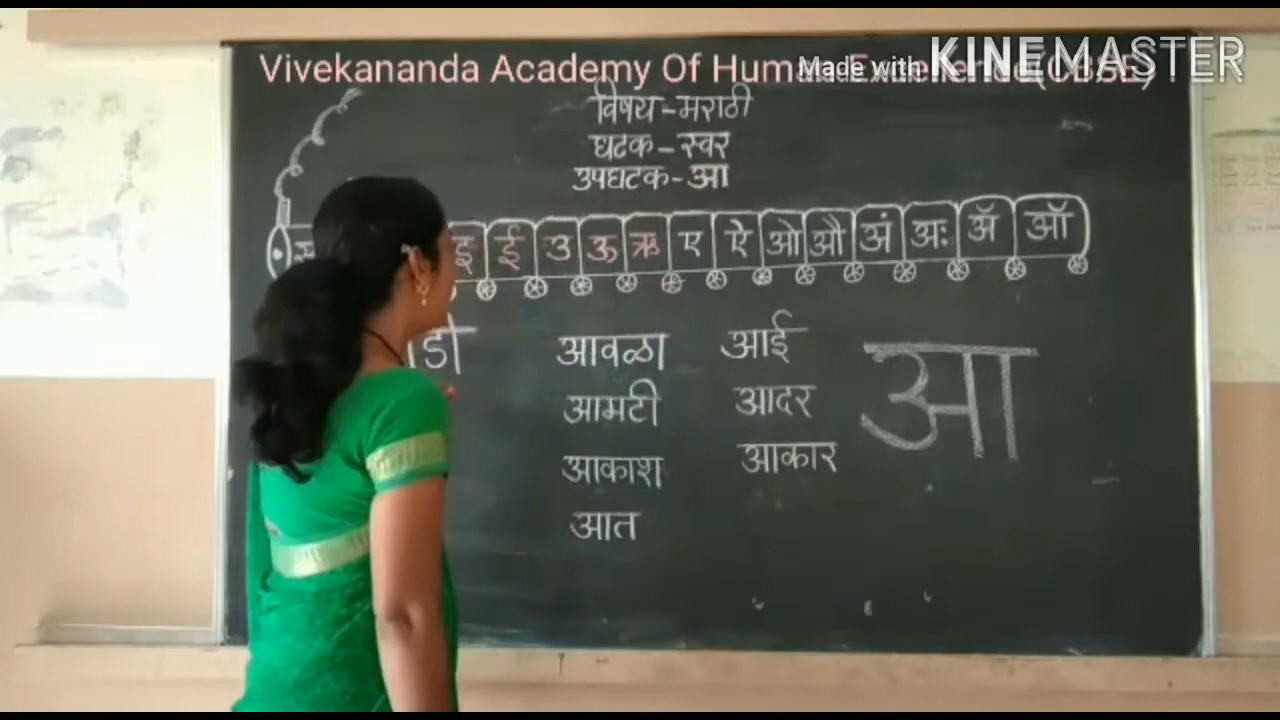 Vivekananda Academy Of Human Excellence(CBSE)
Made with KINEMASTER
विषय - मराठी
घटक - स्वर
उपघटक - आ
इ ई उ ऊ ऋ ए ऐ ओ औ अं अः ॲ ऑ
आवळा आई आ
आमटी आदर
आकाश आकार
आत